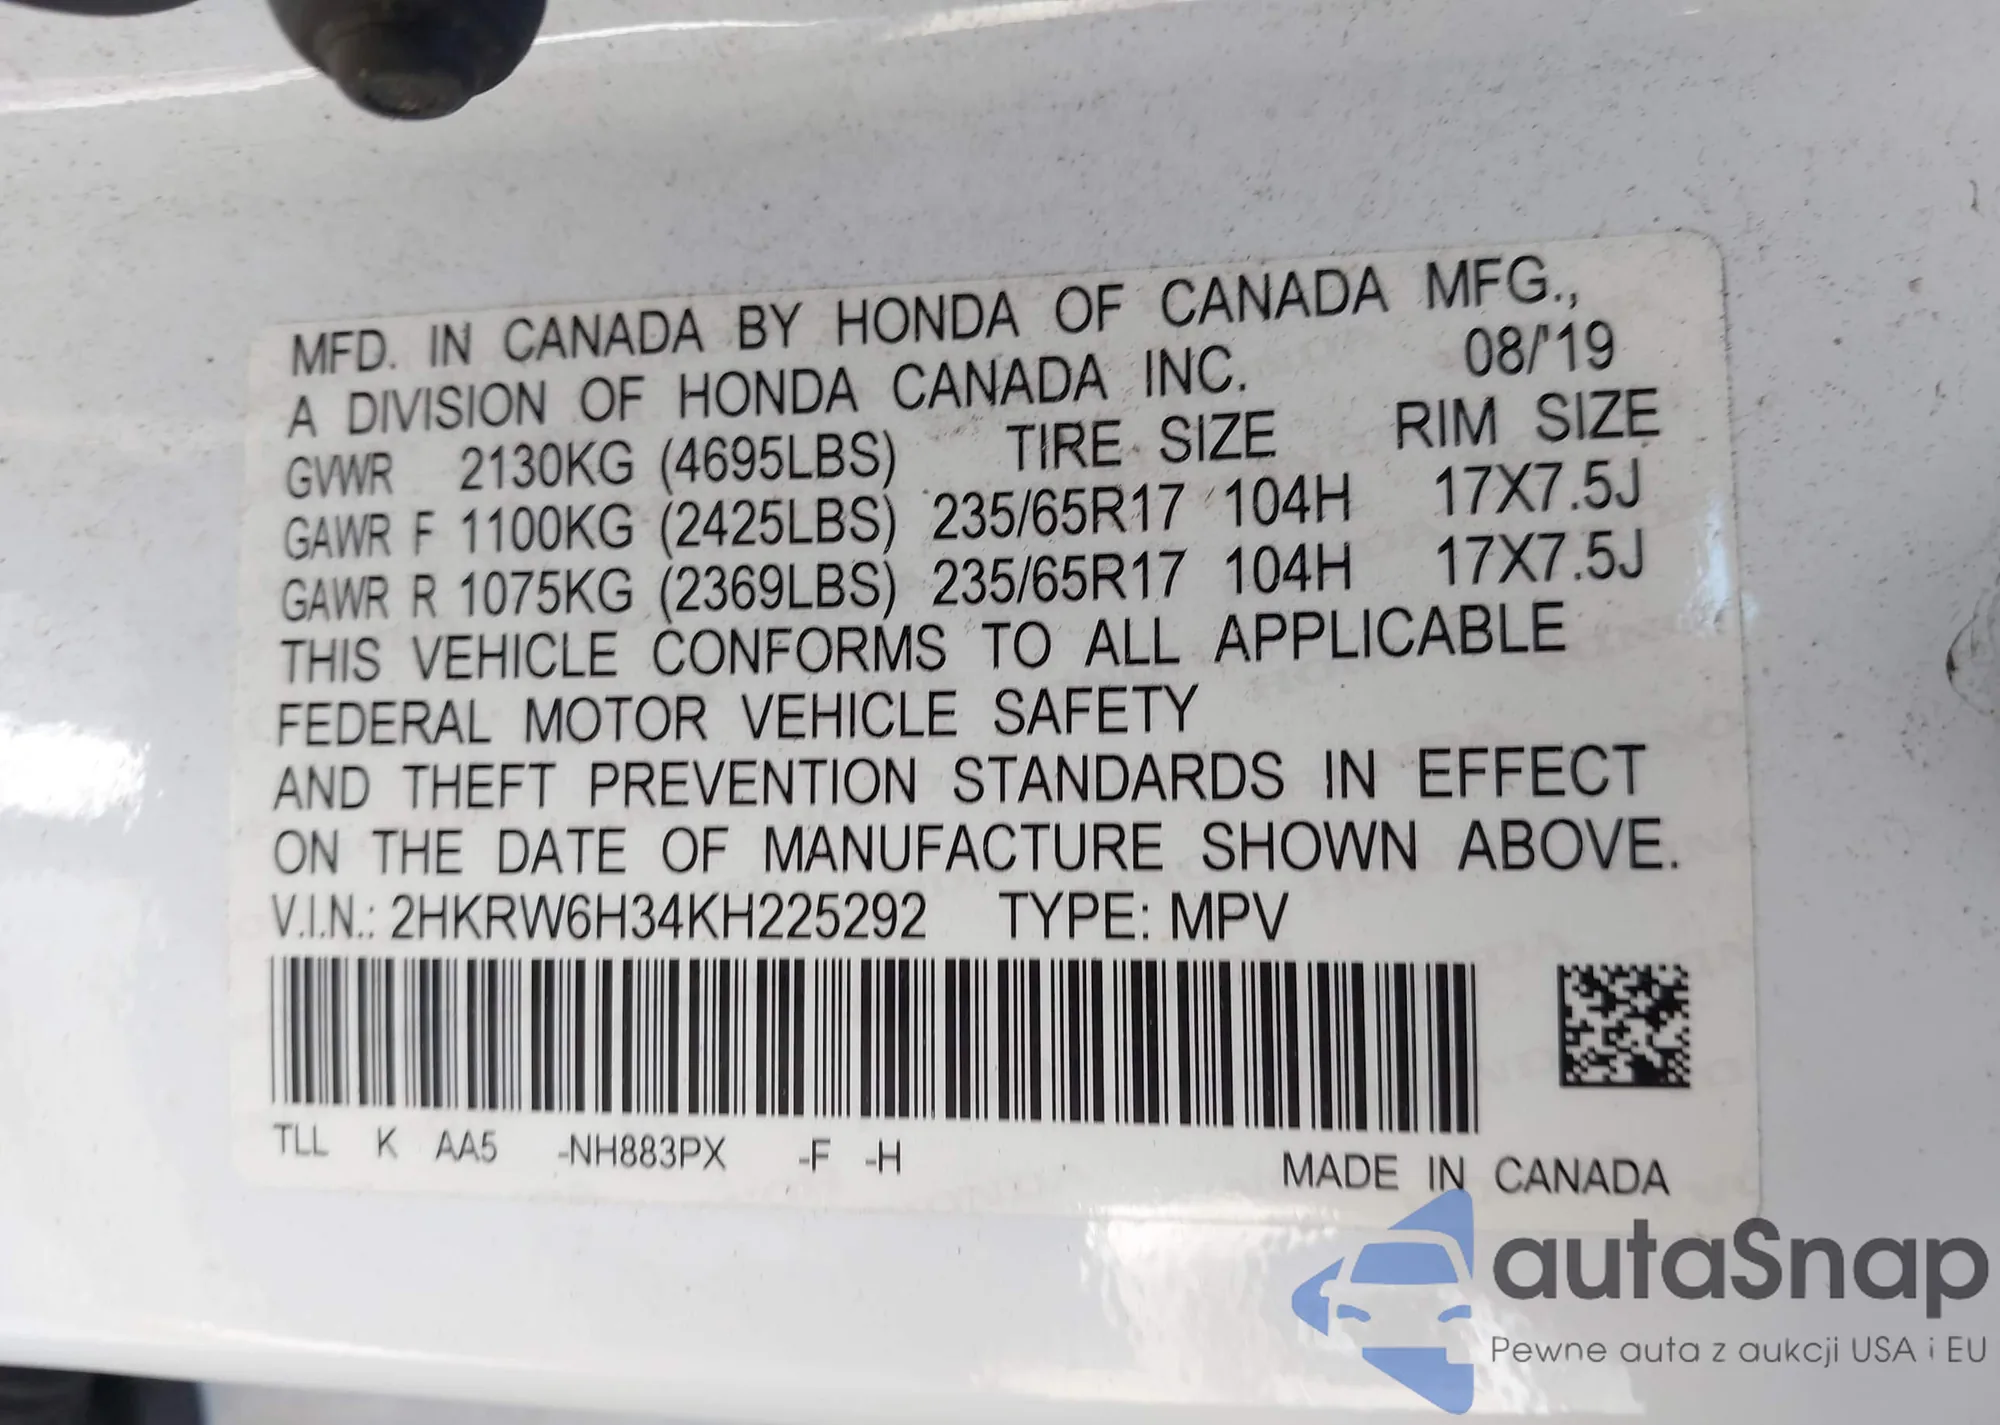 MFD. IN CANADA BY HONDA OF CANADA MFG.,
A DIVISION OF HONDA CANADA INC. 08/'19
GVWR 2130KG (4695LBS) TIRE SIZE RIM SIZE
GAWR F 1100KG (2425LBS) 235/65R17 104H 17X7.5J
GAWR R 1075KG (2369LBS) 235/65R17 104H 17X7.5J
THIS VEHICLE CONFORMS TO ALL APPLICABLE
FEDERAL MOTOR VEHICLE SAFETY
AND THEFT PREVENTION STANDARDS IN EFFECT
ON THE DATE OF MANUFACTURE SHOWN ABOVE.
V.I.N.: 2HKRW6H34KH225292 TYPE: MPV
TLL K AA5 -NH883PX -F -H
MADE IN CANADA
autaSnap
Pewne auta z aukcji USA i EU